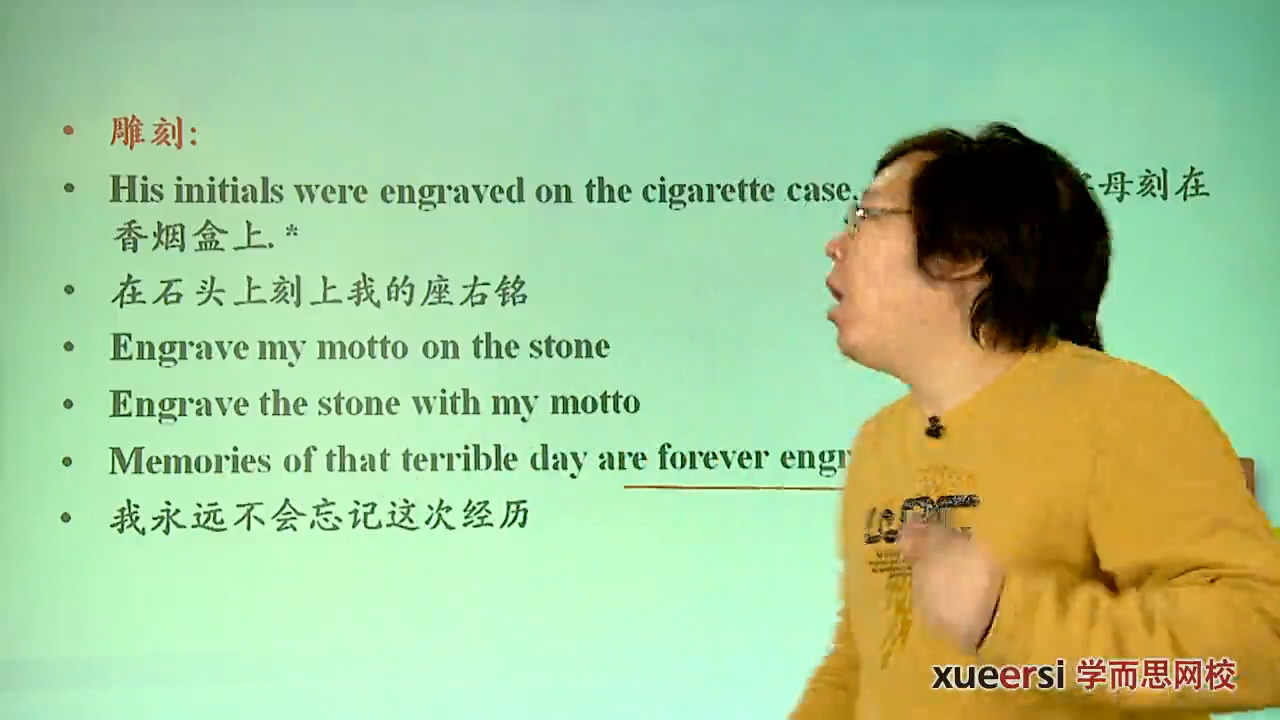 雕刻:
His initials were engraved on the cigarette case. 母刻在
香烟盒上. *
在石头上刻上我的座右铭
Engrave my motto on the stone
Engrave the stone with my motto
Memories of that terrible day are forever
我永远不会忘记这次经历
xueersi 学而思网校